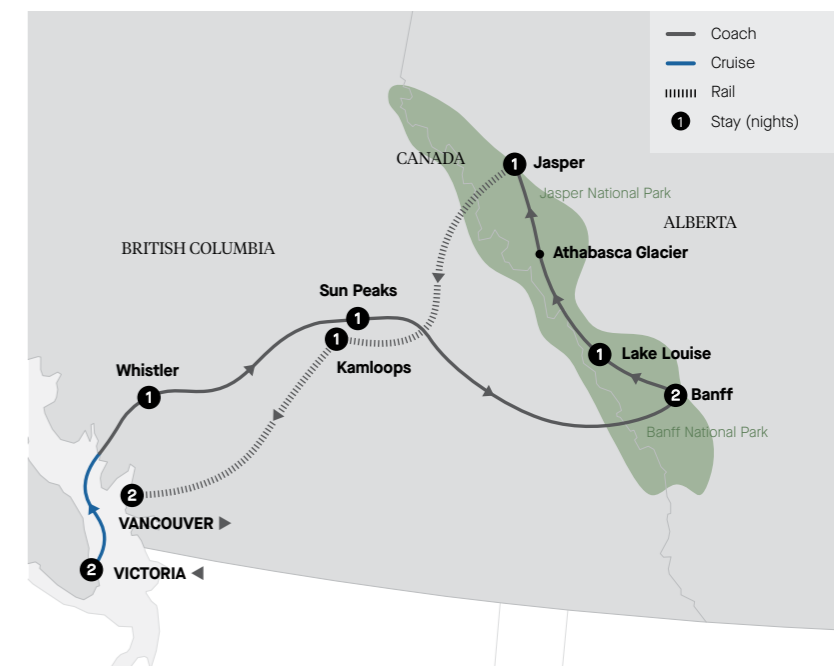 Coach
Cruise
Rail
1 Stay (nights)
CANADA
1 Jasper
Jasper National Park
ALBERTA
BRITISH COLUMBIA
Athabasca Glacier
Sun Peaks
1
1
Kamloops
1 Lake Louise
Whistler
1
2 Banff
Banff National Park
2
VANCOUVER ▶
2 VICTORIA ◀